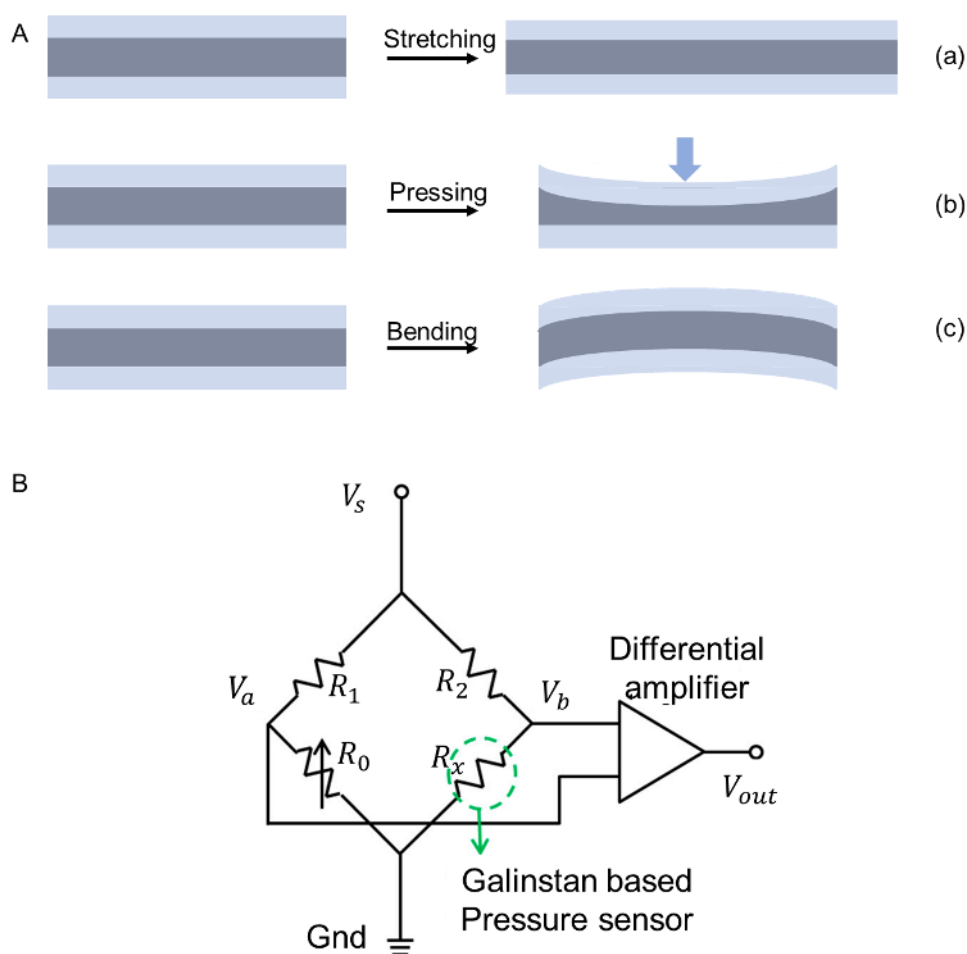 A
Stretching
(a)
Pressing
(b)
Bending
(c)
B
V_s
Differential
amplifier
V_a
R_1
R_2
V_b
R_0
R_x
V_out
Galinstan based
Pressure sensor
Gnd